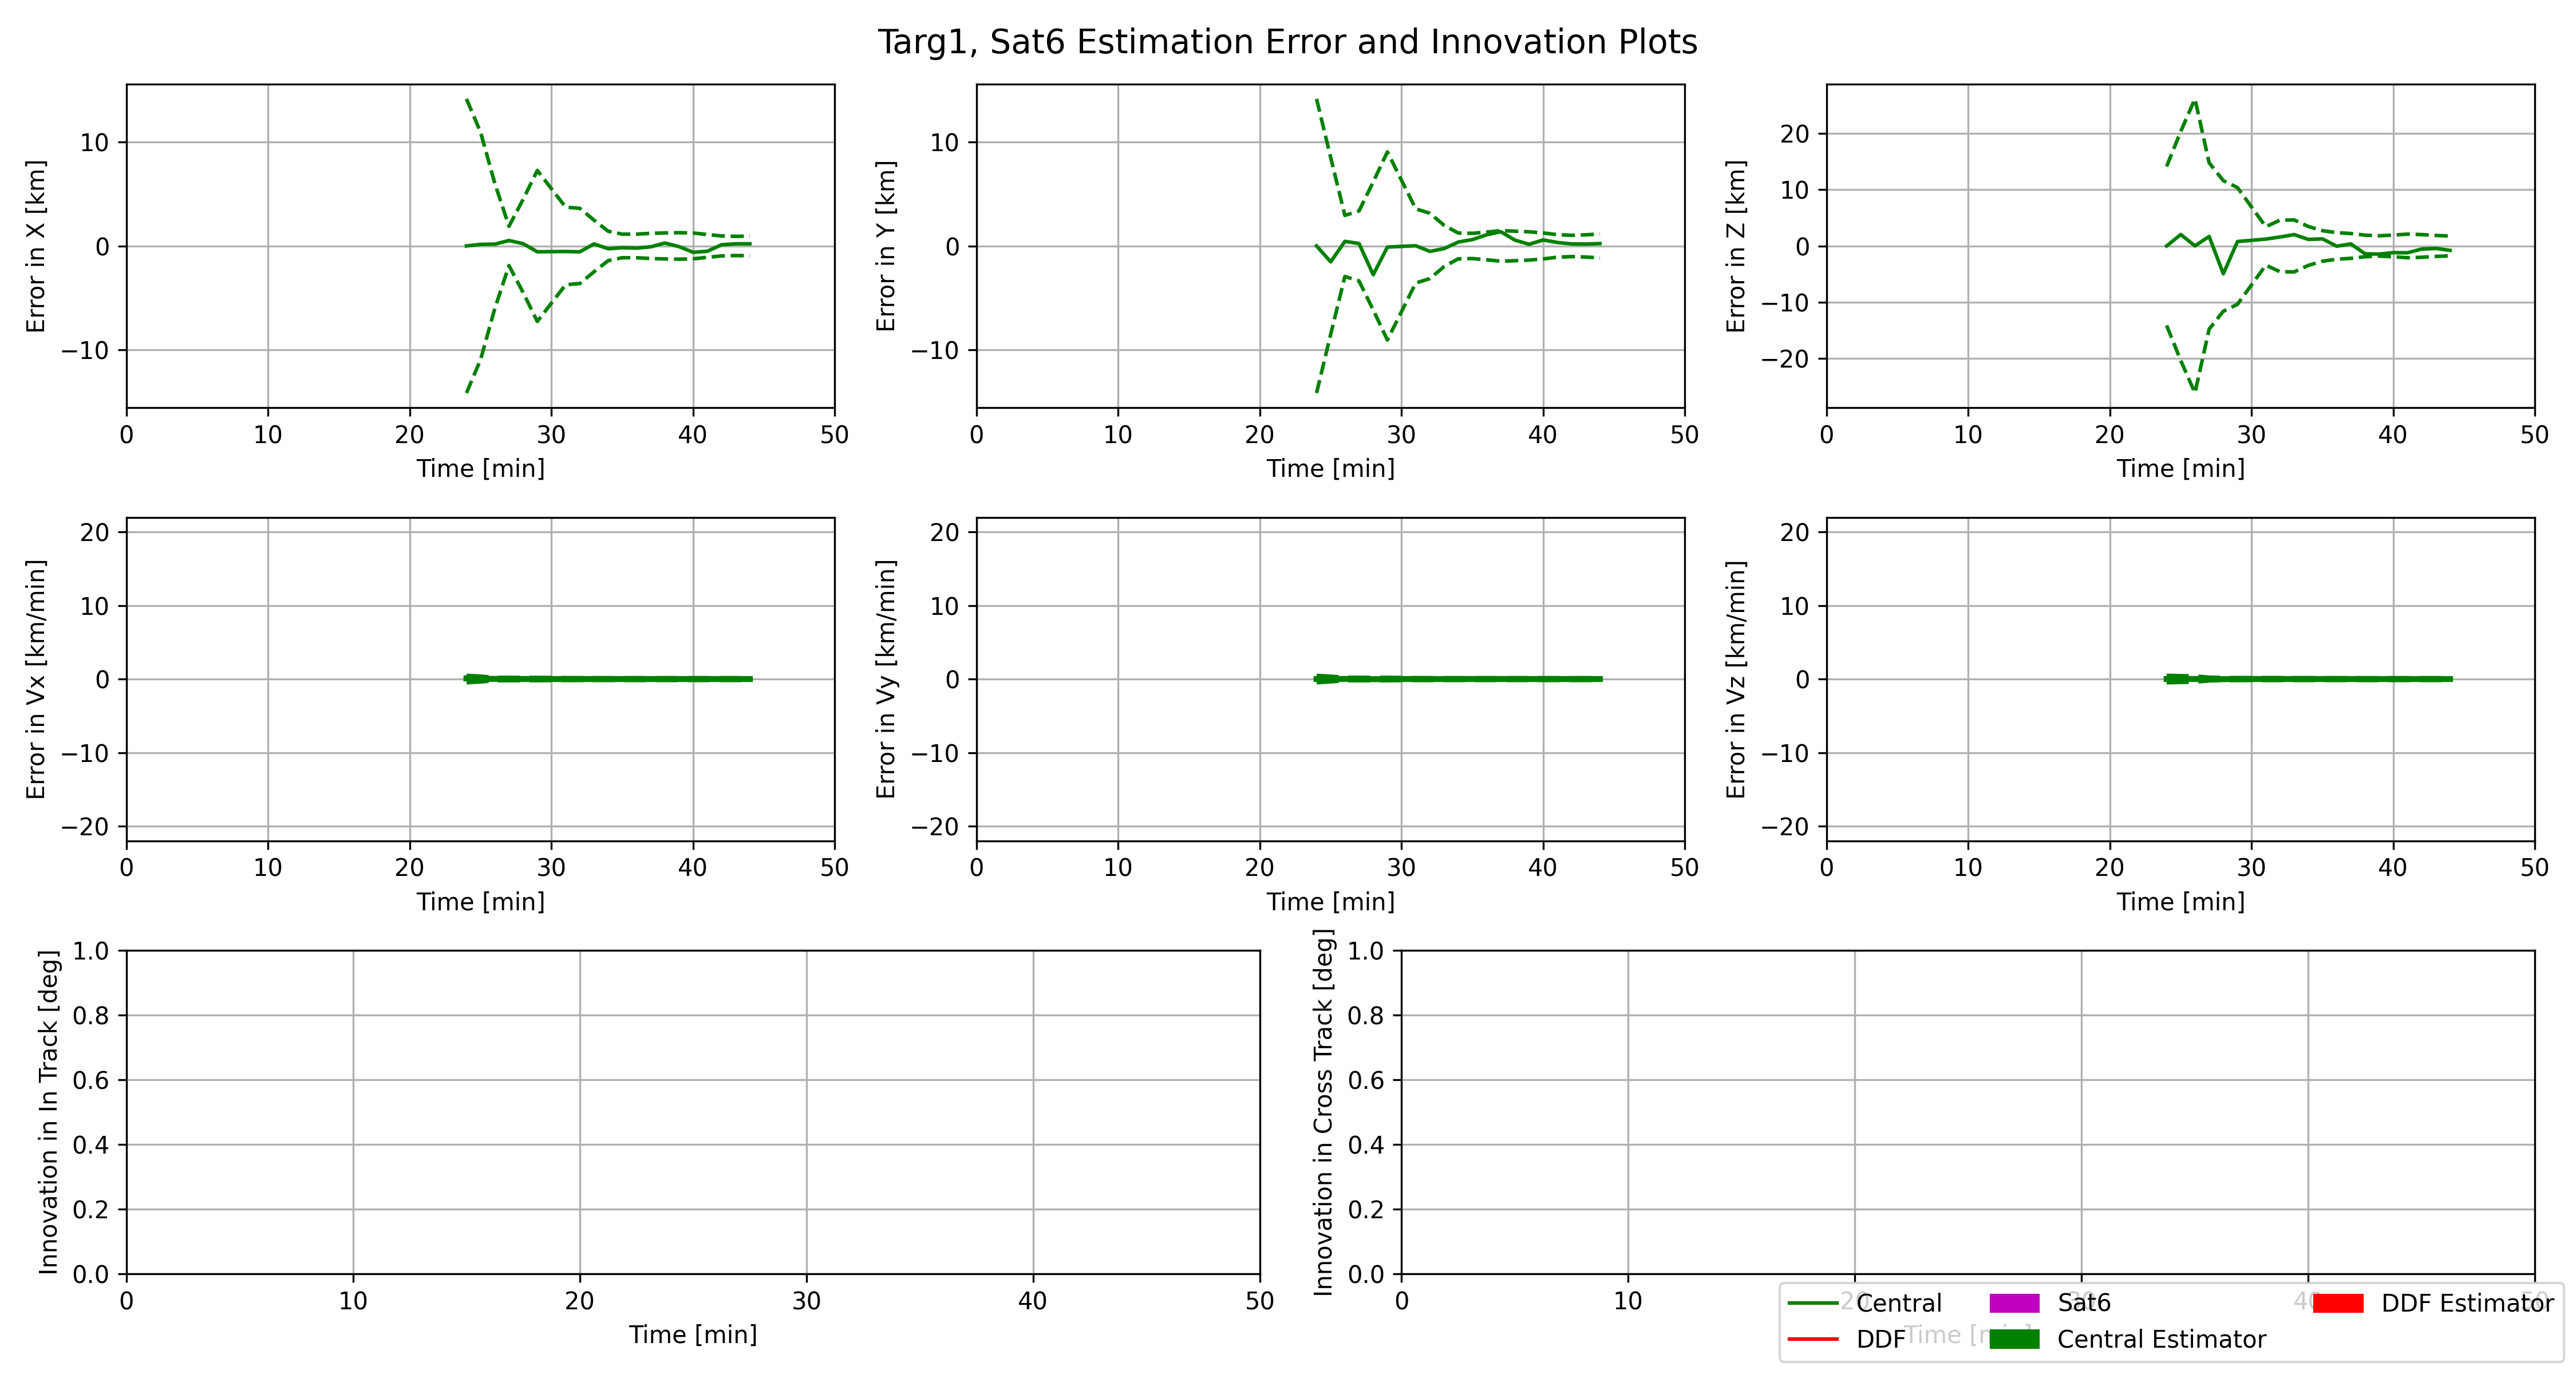 Targ1, Sat6 Estimation Error and Innovation Plots
Error in X [km]
10
0
−10
0 10 20 30 40 50
Time [min]
Error in Y [km]
10
0
−10
0 10 20 30 40 50
Time [min]
Error in Z [km]
20
10
0
−10
−20
0 10 20 30 40 50
Time [min]
Error in Vx [km/min]
20
10
0
−10
−20
0 10 20 30 40 50
Time [min]
Error in Vy [km/min]
20
10
0
−10
−20
0 10 20 30 40 50
Time [min]
Error in Vz [km/min]
20
10
0
−10
−20
0 10 20 30 40 50
Time [min]
Innovation in In Track [deg]
1.0
0.8
0.6
0.4
0.2
0.0
0 10 20 30 40 50
Time [min]
Innovation in Cross Track [deg]
1.0
0.8
0.6
0.4
0.2
0.0
0 10 20 30 40 50
Time [min]
Central
DDF
Sat6
Central Estimator
DDF Estimator